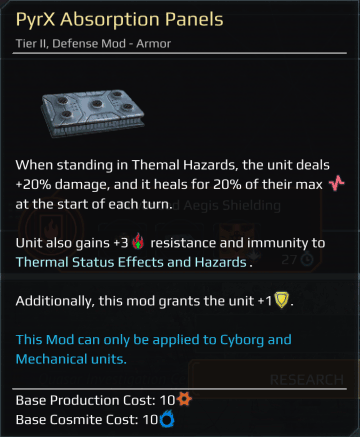 PyrX Absorption Panels
Tier II, Defense Mod - Armor
When standing in Themal Hazards, the unit deals
+20% damage, and it heals for 20% of their max
at the start of each turn.
Aegis Shielding
Unit also gains +3 resistance and immunity to
Thermal Status Effects and Hazards.
27
Additionally, this mod grants the unit +1.
This Mod can only be applied to Cyborg and
Mechanical units.
RESEARCH
Base Production Cost: 10
Base Cosmite Cost: 10